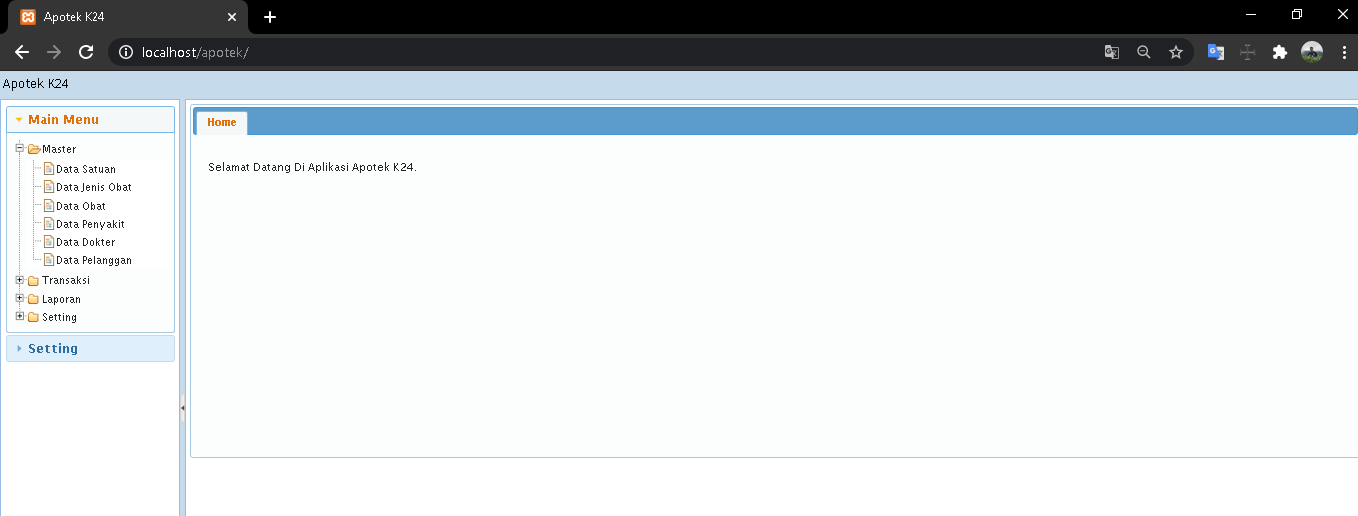 Apotek K24
localhost/apotek/
Apotek K24
Main Menu
Master
Data Satuan
Data Jenis Obat
Data Obat
Data Penyakit
Data Dokter
Data Pelanggan
Transaksi
Laporan
Setting
Setting
Home
Selamat Datang Di Aplikasi Apotek K24.